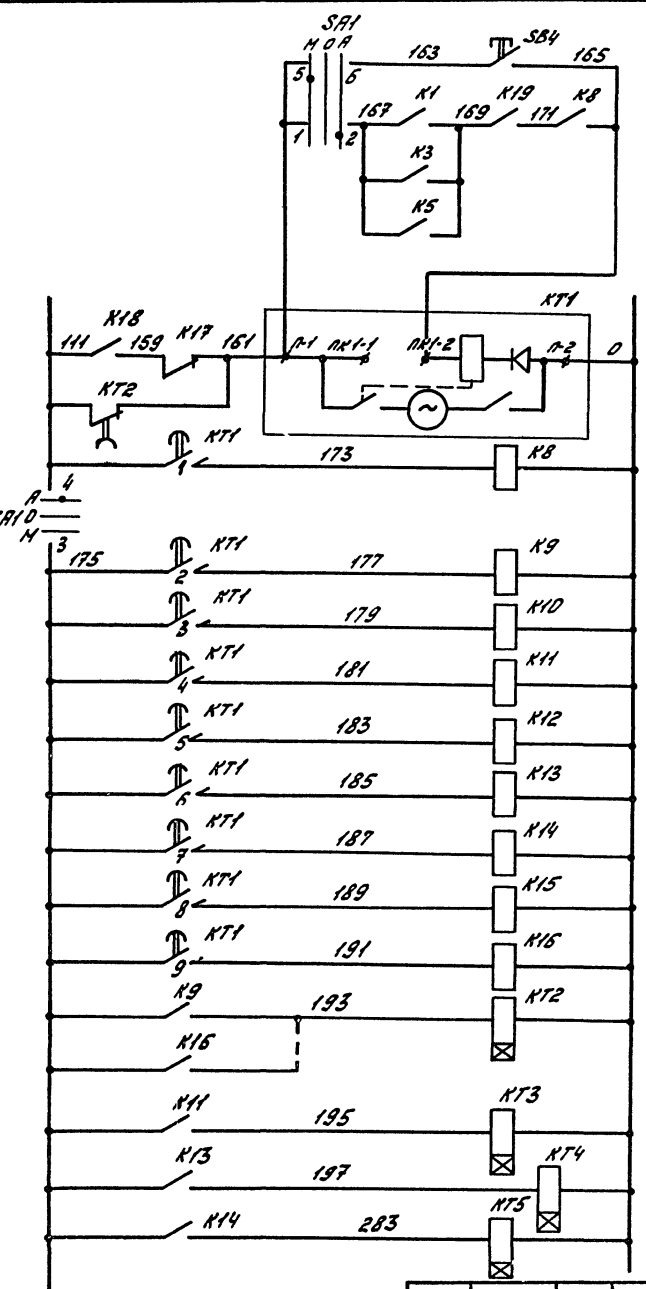 SA1
М О А
5 6 163 SB4 165
1 2 167 К1 169 К19 171 К8
К3
К5
КТ1
111 К18 159 К17 161 П-1 ПК1-1 ПК1-2 П-2 0
КТ2
~
КТ1
1 173 К8
4
А
SA1 О
М
3
175 КТ1
2 177 К9
КТ1
3 179 К10
КТ1
4 181 К11
КТ1
5 183 К12
КТ1
6 185 К13
КТ1
7 187 К14
КТ1
8 189 К15
КТ1
9 191 К16
К9 193 КТ2
К16
К11 195 КТ3
К13 197 КТ4
К14 283 КТ5